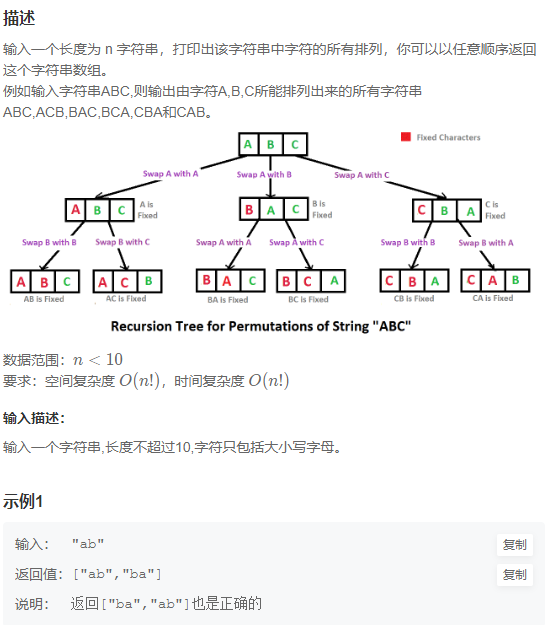 描述
输入一个长度为 n 字符串，打印出该字符串中字符的所有排列，你可以以任意顺序返回
这个字符串数组。
例如输入字符串ABC,则输出由字符A,B,C所能排列出来的所有字符串
ABC,ACB,BAC,BCA,CBA和CAB。
A B C
Fixed Characters
Swap A with A
Swap A with B
Swap A with C
A B C
A is
Fixed
B A C
B is
Fixed
C B A
C is
Fixed
Swap B with B
Swap B with C
Swap A with A
Swap A with C
Swap B with B
Swap B with A
A B C
A C B
B A C
B C A
C B A
C A B
AB is Fixed
AC is Fixed
BA is Fixed
BC is Fixed
CB is Fixed
CA is Fixed
Recursion Tree for Permutations of String "ABC"
数据范围：n < 10
要求：空间复杂度 O(n!)，时间复杂度 O(n!)
输入描述：
输入一个字符串,长度不超过10,字符只包括大小写字母。
示例1
输入： "ab"
复制
返回值：["ab","ba"]
复制
说明： 返回["ba","ab"]也是正确的